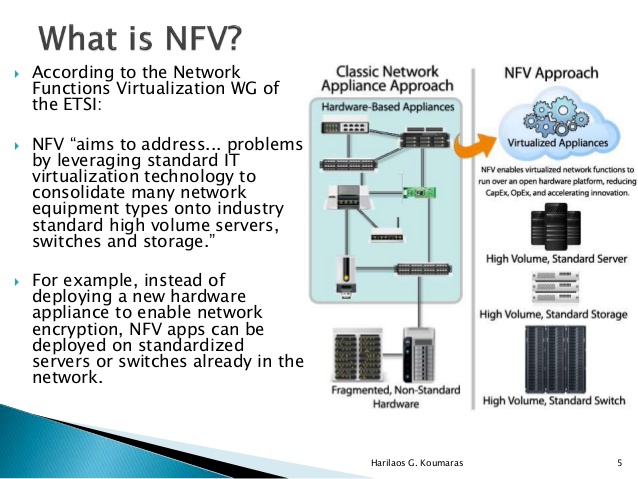 What is NFV?
According to the Network
Functions Virtualization WG of
the ETSI:
NFV “aims to address... problems
by leveraging standard IT
virtualization technology to
consolidate many network
equipment types onto industry
standard high volume servers,
switches and storage.”
For example, instead of
deploying a new hardware
appliance to enable network
encryption, NFV apps can be
deployed on standardized
servers or switches already in the
network.
Classic Network
Appliance Approach
Hardware-Based Appliances
Fragmented, Non-Standard
Hardware
NFV Approach
Virtualized Appliances
NFV enables virtualized network functions to
run over an open hardware platform, reducing
CapEx, OpEx, and accelerating innovation.
High Volume, Standard Server
High Volume, Standard Storage
High Volume, Standard Switch
Harilaos G. Koumaras
5